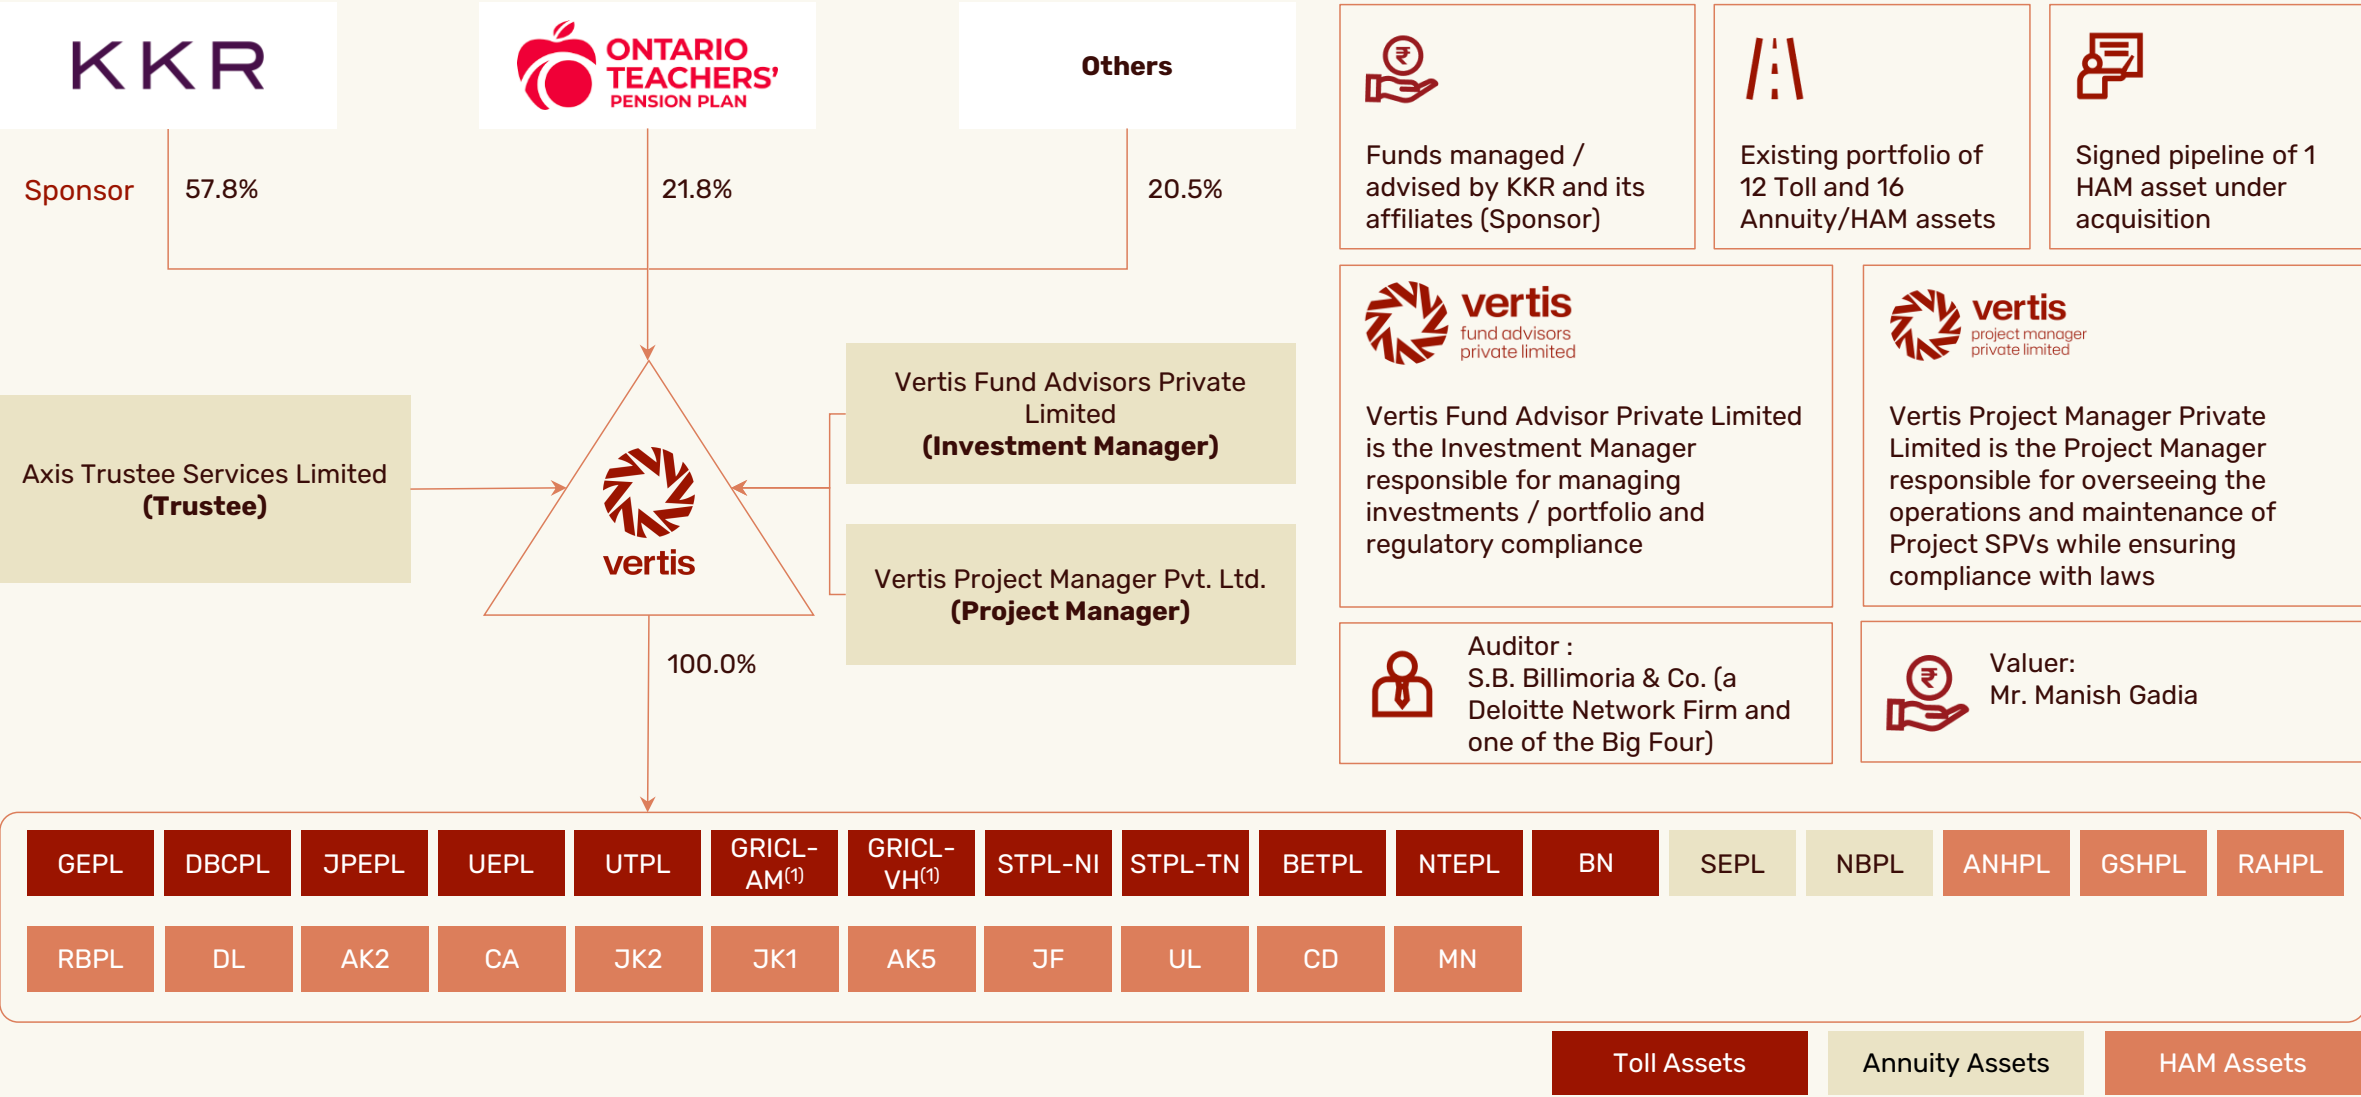 KKR
ONTARIO
TEACHERS'
PENSION PLAN
Others
Sponsor
57.8%
21.8%
20.5%
Axis Trustee Services Limited
(Trustee)
vertis
Vertis Fund Advisors Private
Limited
(Investment Manager)
Vertis Project Manager Pvt. Ltd.
(Project Manager)
100.0%
₹
Funds managed /
advised by KKR and its
affiliates (Sponsor)
Existing portfolio of
12 Toll and 16
Annuity/HAM assets
Signed pipeline of 1
HAM asset under
acquisition
vertis
fund advisors
private limited
Vertis Fund Advisor Private Limited
is the Investment Manager
responsible for managing
investments / portfolio and
regulatory compliance
vertis
project manager
private limited
Vertis Project Manager Private
Limited is the Project Manager
responsible for overseeing the
operations and maintenance of
Project SPVs while ensuring
compliance with laws
Auditor :
S.B. Billimoria & Co. (a
Deloitte Network Firm and
one of the Big Four)
₹
Valuer:
Mr. Manish Gadia
GEPL
DBCPL
JPEPL
UEPL
UTPL
GRICL-
AM(1)
GRICL-
VH(1)
STPL-NI
STPL-TN
BETPL
NTEPL
BN
SEPL
NBPL
ANHPL
GSHPL
RAHPL
RBPL
DL
AK2
CA
JK2
JK1
AK5
JF
UL
CD
MN
Toll Assets
Annuity Assets
HAM Assets